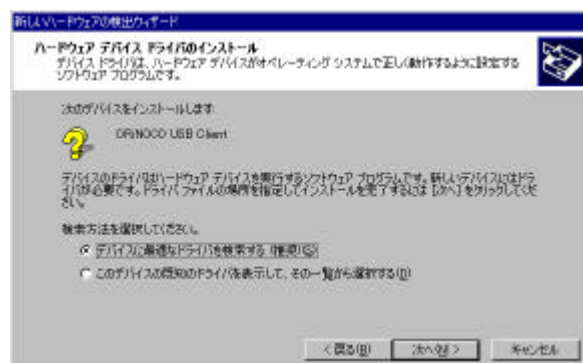 新しいハードウェアの検出ウィザード
ハードウェア デバイス ドライバのインストール
デバイス ドライバは、ハードウェア デバイスがオペレーティング システムで正しく動作するように設定する
ソフトウェア プログラムです。
次のデバイスをインストールします:
ORiNOCO USB Client
デバイスのドライバはハードウェア デバイスを実行するソフトウェア プログラムです。新しいデバイスにはドラ
イバが必要です。ドライバ ファイルの場所を指定してインストールを完了するには [次へ] をクリックしてくだ
さい。
検索方法を選択してください。
デバイスに最適なドライバを検索する (推奨)(S)
このデバイスの既知のドライバを表示して、その一覧から選択する(D)
< 戻る(B)
次へ(N) >
キャンセル